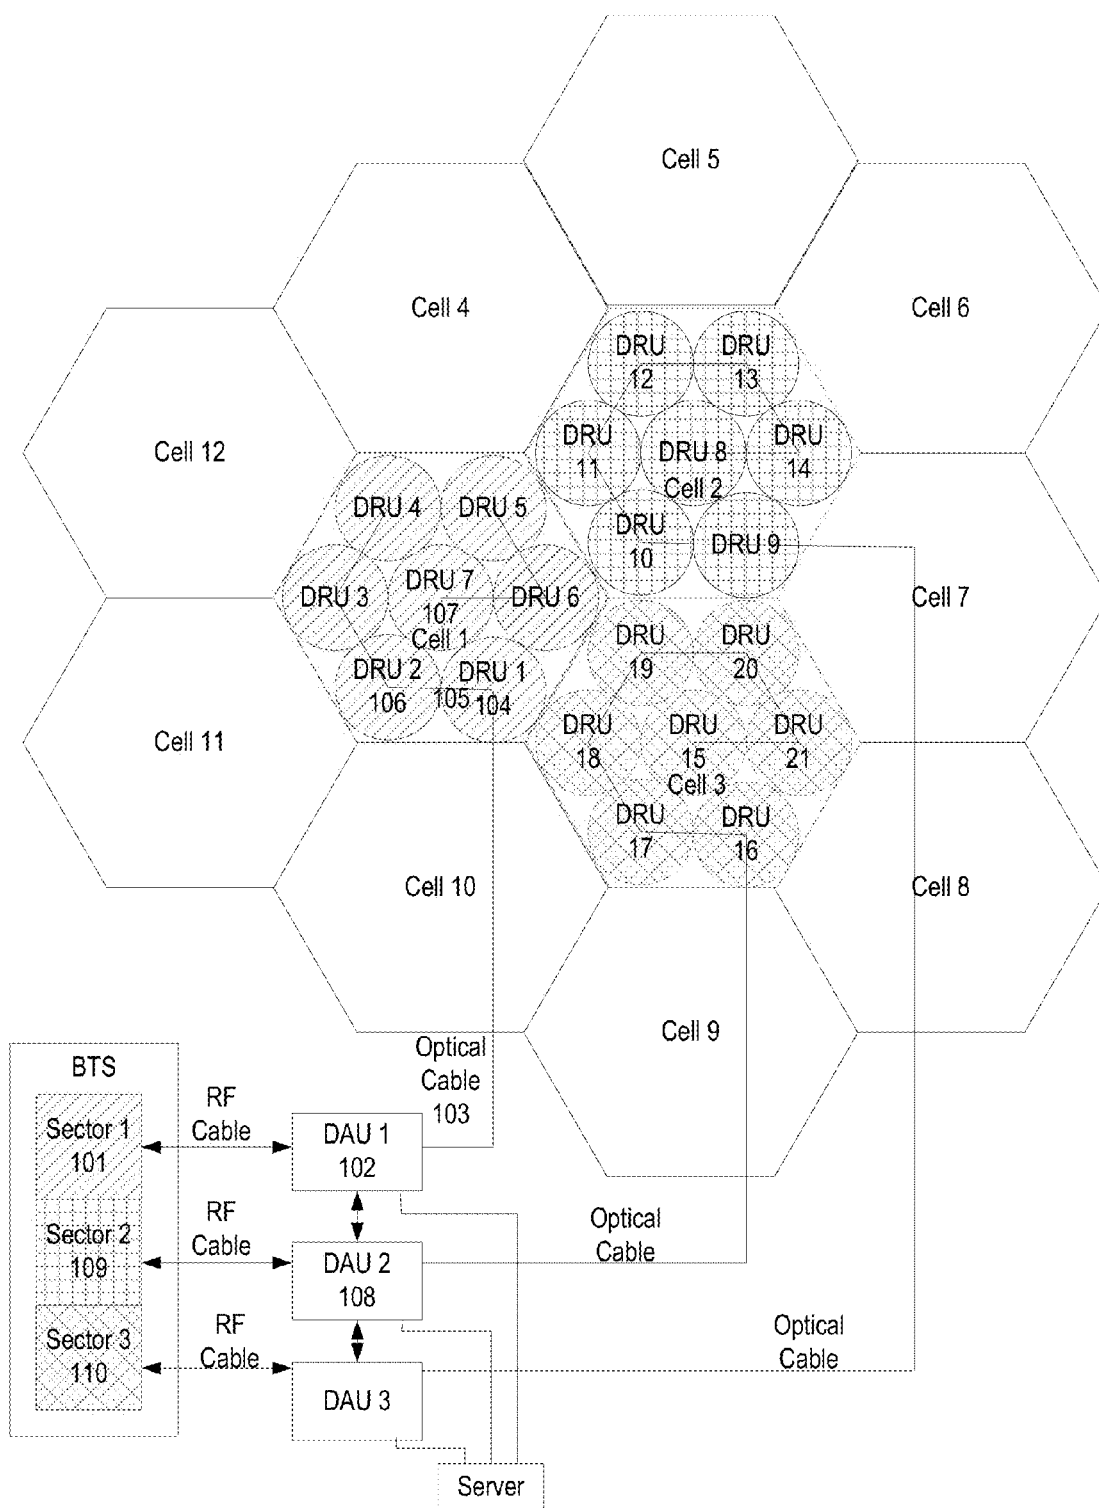 Cell 5
Cell 4
Cell 6
DRU
12
DRU
13
Cell 12
DRU
11
DRU 8
DRU
14
Cell 2
DRU 4
DRU 5
DRU
10
DRU 9
DRU 3
DRU 7
107
DRU 6
Cell 7
Cell 1
DRU
19
DRU
20
DRU 2
106
105
DRU 1
104
Cell 11
DRU
18
DRU
15
DRU
21
Cell 3
DRU
17
DRU
16
Cell 10
Cell 8
Cell 9
Optical
Cable
103
BTS
RF
Cable
Sector 1
101
DAU 1
102
RF
Cable
Optical
Cable
Sector 2
109
DAU 2
108
RF
Cable
Optical
Cable
Sector 3
110
DAU 3
Server